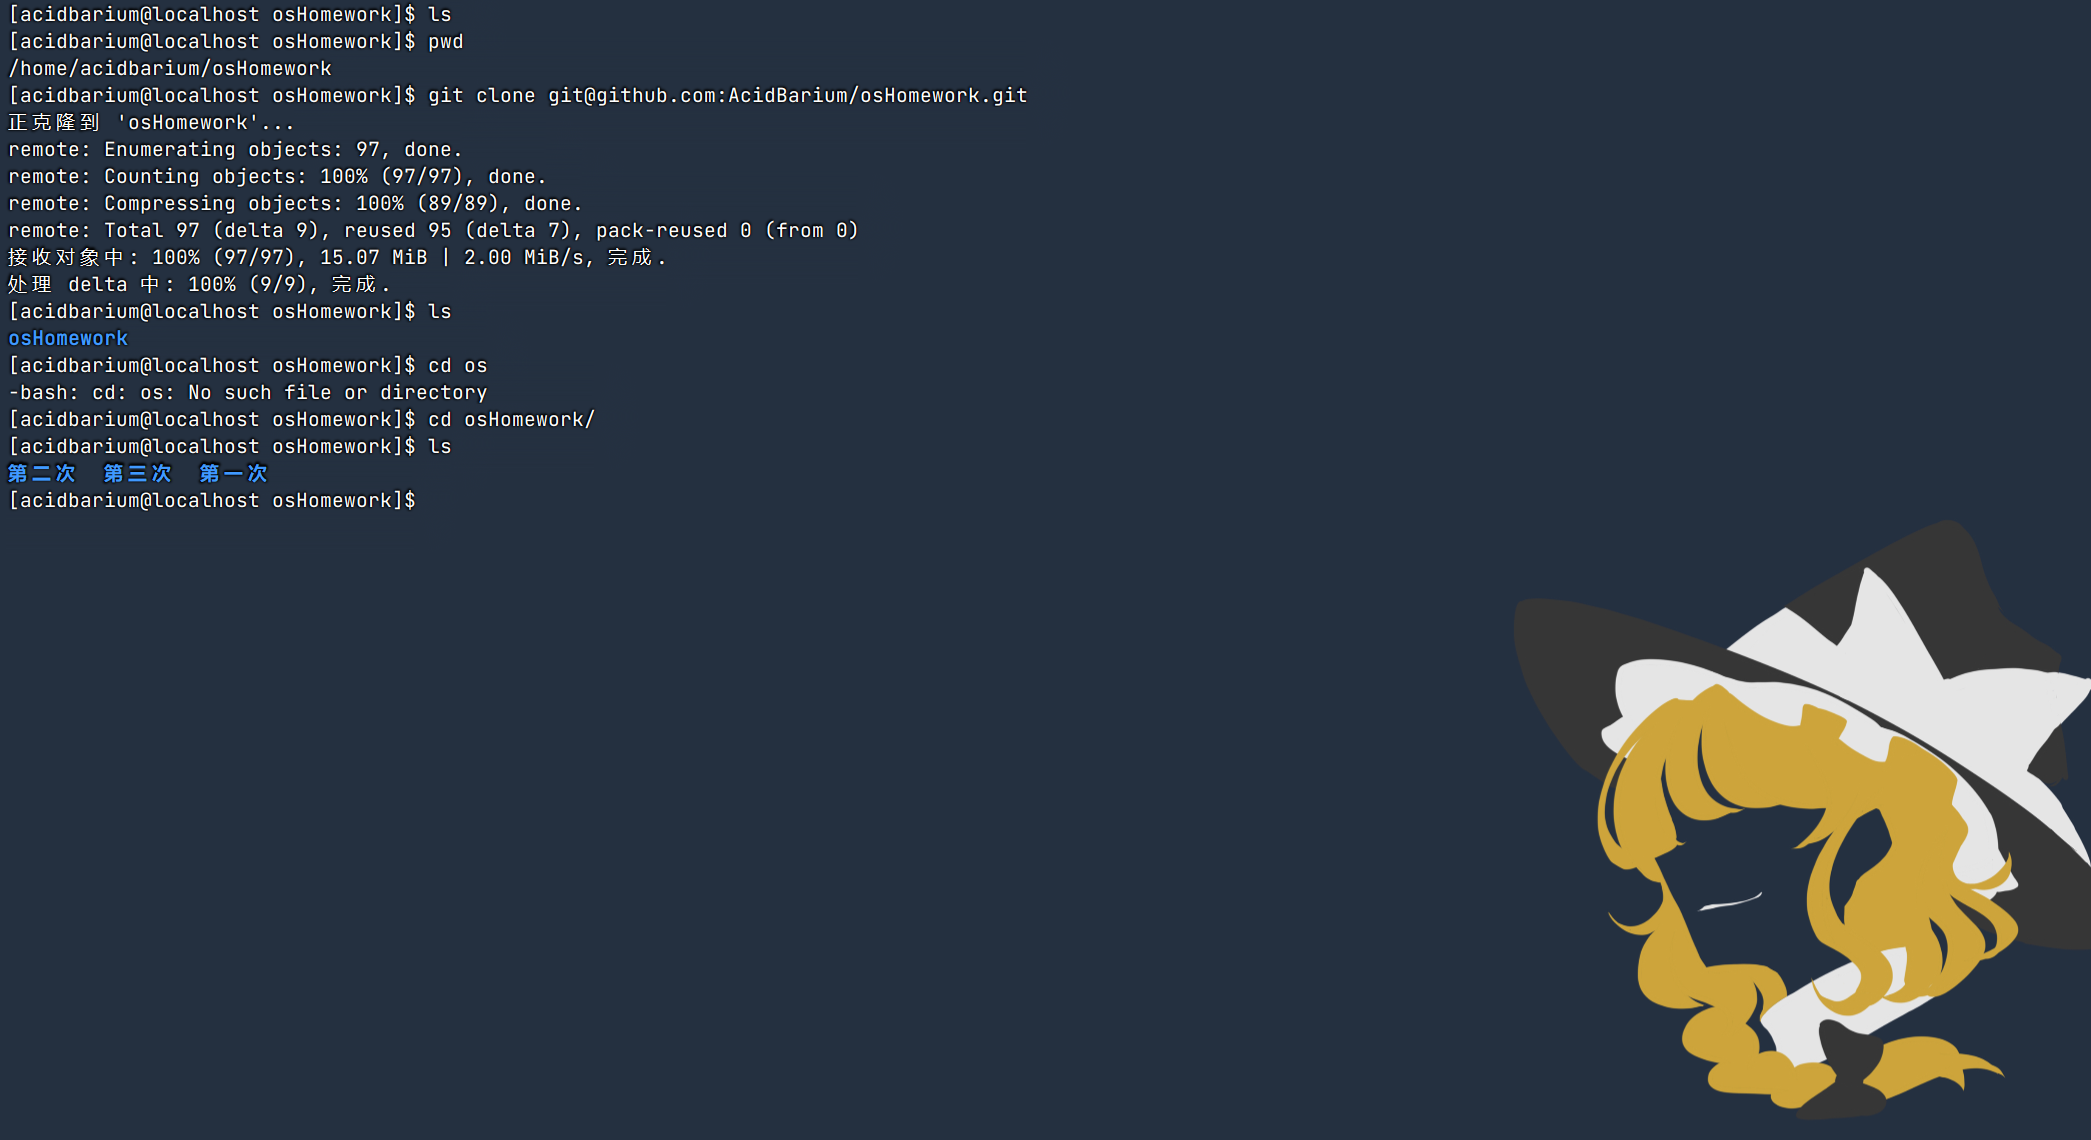 [acidbarium@localhost osHomework]$ ls
[acidbarium@localhost osHomework]$ pwd
/home/acidbarium/osHomework
[acidbarium@localhost osHomework]$ git clone git@github.com:AcidBarium/osHomework.git
正克隆到 'osHomework'...
remote: Enumerating objects: 97, done.
remote: Counting objects: 100% (97/97), done.
remote: Compressing objects: 100% (89/89), done.
remote: Total 97 (delta 9), reused 95 (delta 7), pack-reused 0 (from 0)
接收对象中: 100% (97/97), 15.07 MiB | 2.00 MiB/s, 完成.
处理 delta 中: 100% (9/9), 完成.
[acidbarium@localhost osHomework]$ ls
osHomework
[acidbarium@localhost osHomework]$ cd os
-bash: cd: os: No such file or directory
[acidbarium@localhost osHomework]$ cd osHomework/
[acidbarium@localhost osHomework]$ ls
第二次  第三次  第一次
[acidbarium@localhost osHomework]$